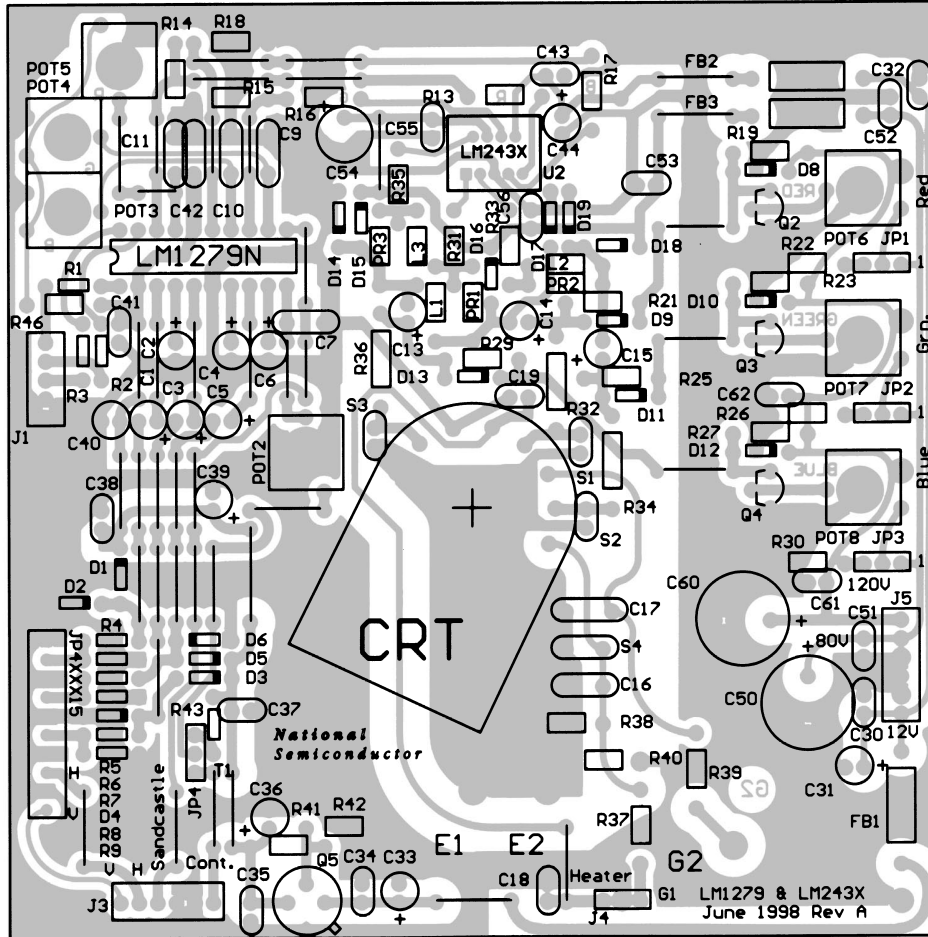 R14
R18
POT5
POT4
R15
R16
R13
C43
R17
FB2
C32
FB3
C52
C11
C9
C55
LM243X
C44
U2
R19
D8
C54
C53
R35
POT3
C42
C10
RED
Q2
Red
D16
R33
C56
D19
D17
D18
LM1279N
D14
D15
PR3
L3
R31
L2
PR2
POT6
JP1
R22
R23
1
R1
C41
R46
L1
PR1
C14
R21
D10
D9
GREEN
Q3
Grn.
C2
C7
R36
C13
R29
C15
R3
R2
C1
C3
C4
C5
C6
D13
C19
D11
R25
C62
R26
POT7
JP2
1
J1
C40
S3
R32
R27
D12
POT2
S1
BLUE
Q4
Blue
C38
C39
R34
S2
POT8
JP3
1
R30
D1
D2
C60
C61
120V
C51
J5
80V
CRT
C17
S4
C16
C50
C30
12V
R4
D6
D5
D3
JP4XXX15
R43
C37
National
Semiconductor
R38
R40
R39
C31
FB1
G2
H
V
R5
R6
R7
D4
R8
R9
V
H
Sandcastle
JP4
T1
Cont.
C36
R41
R42
R37
Q5
C34
C33
C35
E1
E2
C18
Heater
G2
J3
J4
G1
LM1279 & LM243X
June 1998 Rev A